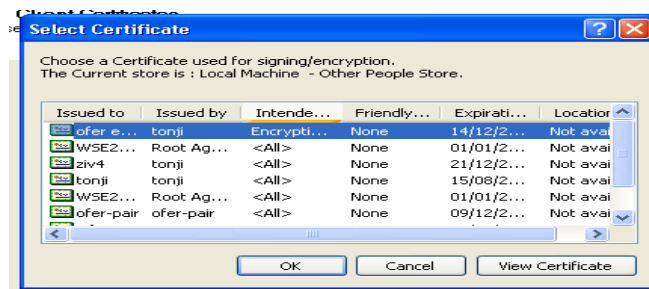 Client Certificates
Select Certificate
Choose a Certificate used for signing/encryption.
The Current store is : Local Machine - Other People Store.
Issued to Issued by Intende... Friendly... Expirati... Location
ofer e... tonji Encrypti... None 14/12/2... Not avai
WSE2... Root Ag... <All> None 01/01/2... Not avai
ziv4 tonji <All> None 21/12/2... Not avai
tonji tonji <All> None 15/08/2... Not avai
WSE2... Root Ag... <All> None 01/01/2... Not avai
ofer-pair ofer-pair <All> None 09/12/2... Not avai
OK Cancel View Certificate